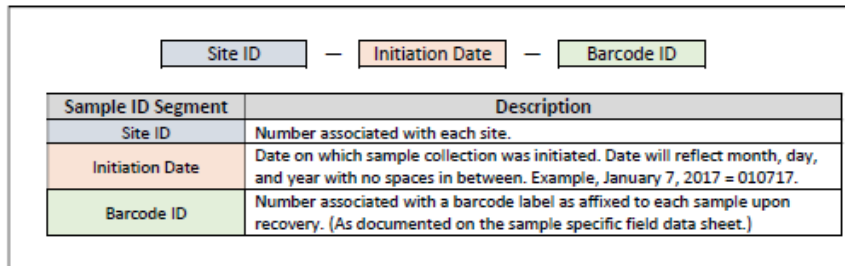 Site ID — Initiation Date — Barcode ID
Sample ID Segment Description
Site ID Number associated with each site.
Initiation Date Date on which sample collection was initiated. Date will reflect month, day,
and year with no spaces in between. Example, January 7, 2017 = 010717.
Barcode ID Number associated with a barcode label as affixed to each sample upon
recovery. (As documented on the sample specific field data sheet.)